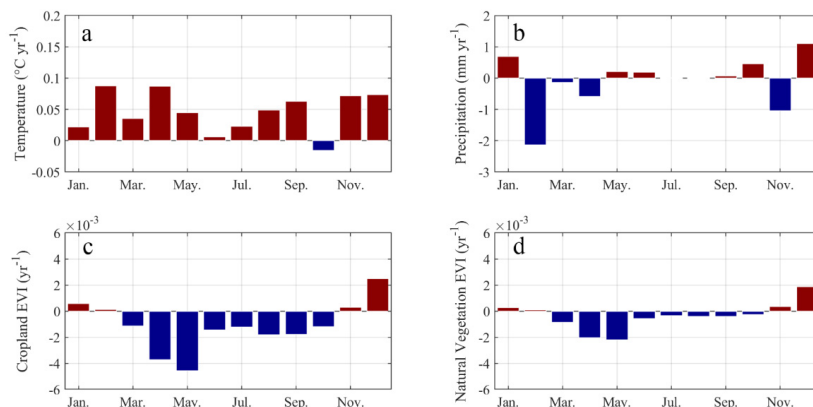 a
Temperature (°C yr⁻¹)
0.2
0.15
0.1
0.05
0
-0.05
Jan. Mar. May. Jul. Sep. Nov.
b
Precipitation (mm yr⁻¹)
2
1
0
-1
-2
-3
Jan. Mar. May. Jul. Sep. Nov.
c
×10⁻³
Cropland EVI (yr⁻¹)
6
4
2
0
-2
-4
-6
Jan. Mar. May. Jul. Sep. Nov.
d
×10⁻³
Natural Vegetation EVI (yr⁻¹)
6
4
2
0
-2
-4
-6
Jan. Mar. May. Jul. Sep. Nov.